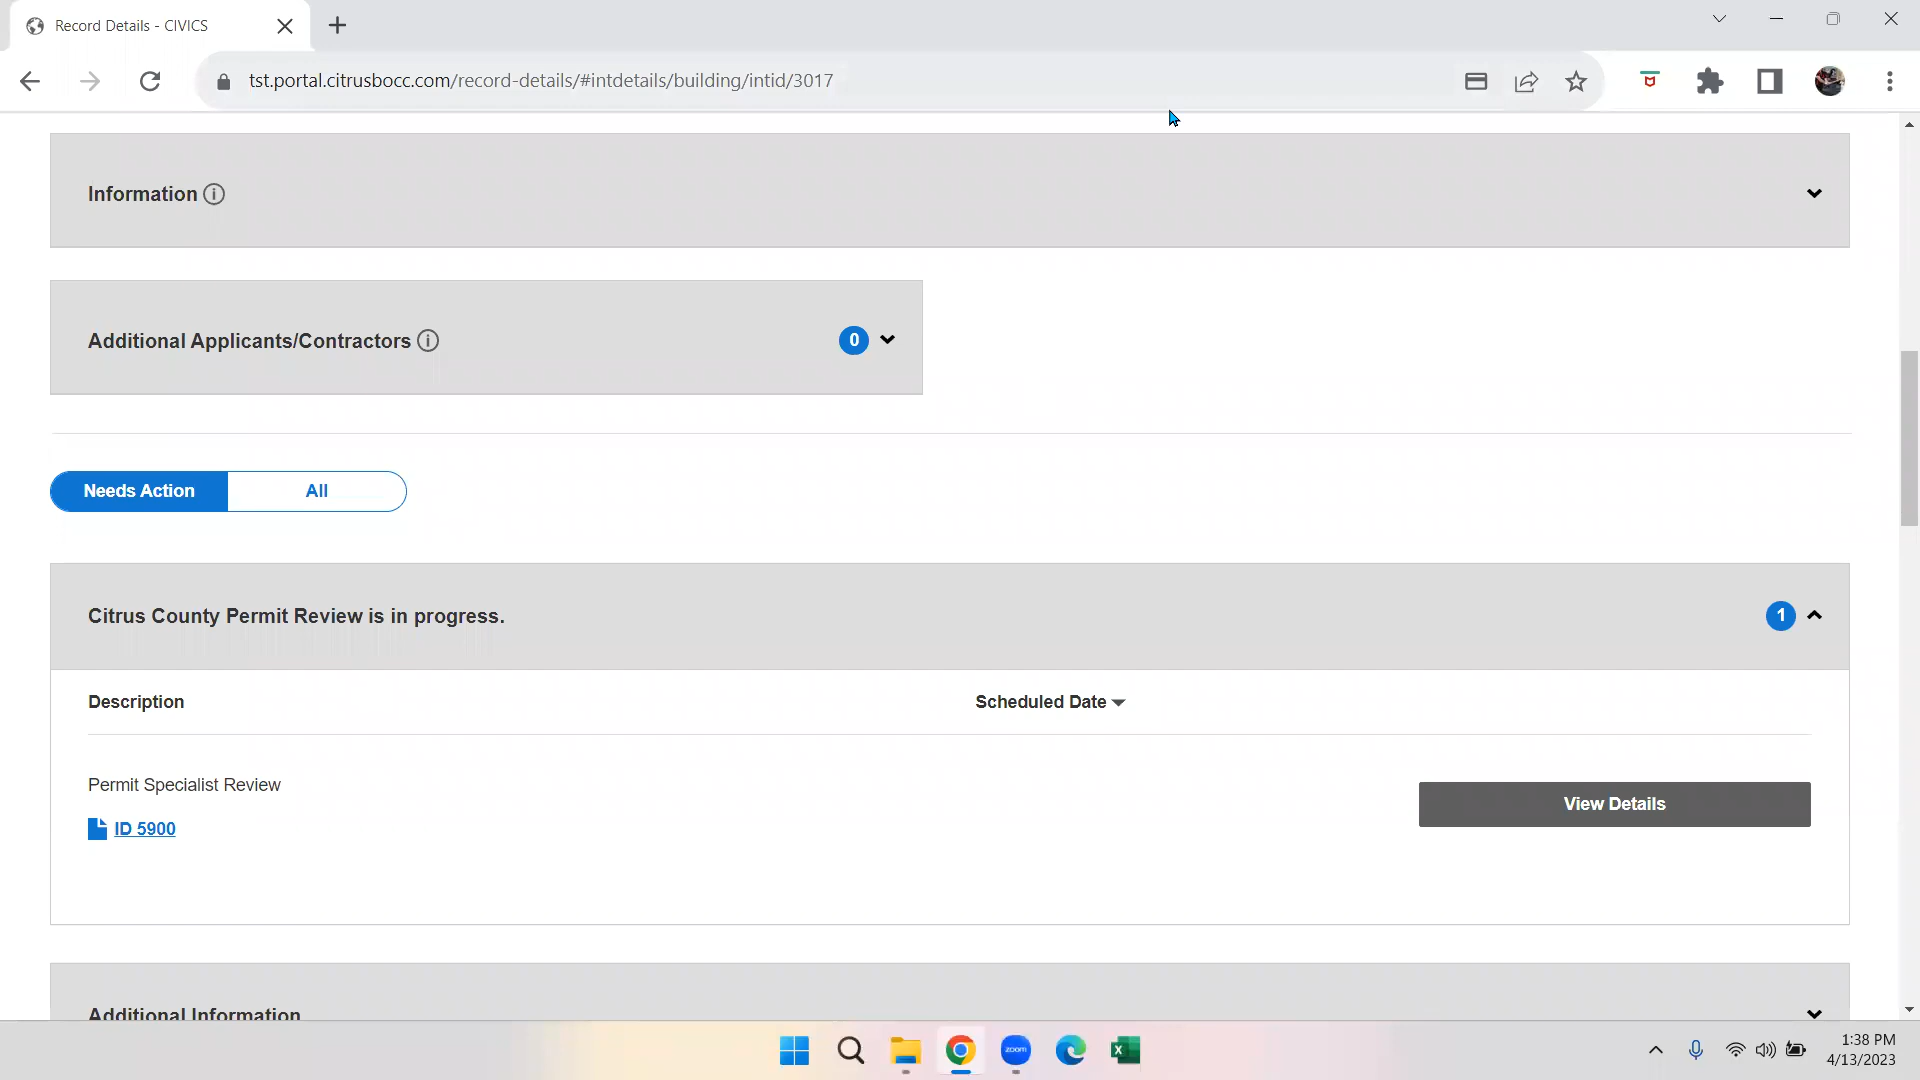 Record Details - CIVICS
tst.portal.citrusbocc.com/record-details/#intdetails/building/intid/3017
Information
Additional Applicants/Contractors
0
Needs Action
All
Citrus County Permit Review is in progress.
1
Description
Scheduled Date
Permit Specialist Review
View Details
ID 5900
Additional Information
zoom
1:38 PM
4/13/2023